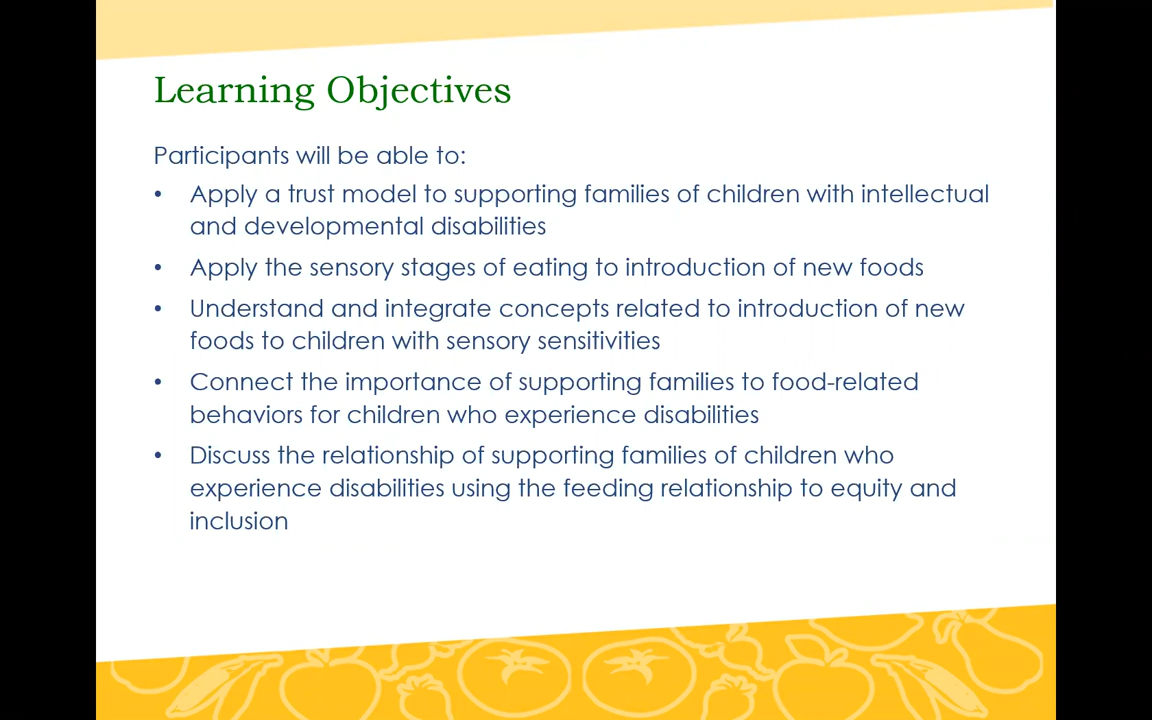 Learning Objectives
Participants will be able to:
• Apply a trust model to supporting families of children with intellectual
and developmental disabilities
• Apply the sensory stages of eating to introduction of new foods
• Understand and integrate concepts related to introduction of new
foods to children with sensory sensitivities
• Connect the importance of supporting families to food-related
behaviors for children who experience disabilities
• Discuss the relationship of supporting families of children who
experience disabilities using the feeding relationship to equity and
inclusion